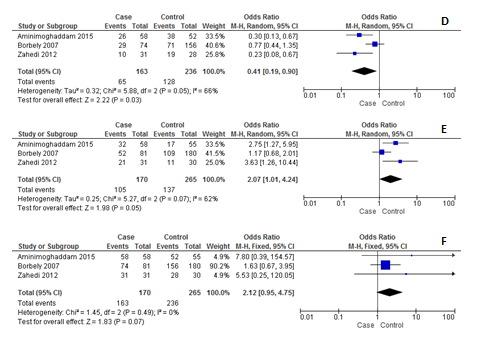 Case Control Odds Ratio Odds Ratio D
Study or Subgroup Events Total Events Total Weight M-H, Random, 95% CI M-H, Random, 95% CI
Aminimoghaddam 2015 26 58 38 52 33.5% 0.30 [0.13, 0.67]
Borbely 2007 29 74 71 156 40.9% 0.77 [0.44, 1.35]
Zahedi 2012 10 31 19 28 25.7% 0.23 [0.08, 0.67]
Total (95% CI) 163 236 100.0% 0.41 [0.19, 0.90]
Total events 65 128
Heterogeneity: Tau² = 0.32; Chi² = 5.88, df = 2 (P = 0.05); I² = 66%
Test for overall effect: Z = 2.22 (P = 0.03)
0.01 0.1 1 10 100
Case Control
Case Control Odds Ratio Odds Ratio E
Study or Subgroup Events Total Events Total Weight M-H, Random, 95% CI M-H, Random, 95% CI
Aminimoghaddam 2015 32 58 17 55 33.5% 2.75 [1.27, 5.95]
Borbely 2007 52 81 109 180 40.3% 1.17 [0.68, 2.01]
Zahedi 2012 21 31 11 30 26.2% 3.63 [1.26, 10.44]
Total (95% CI) 170 265 100.0% 2.07 [1.01, 4.24]
Total events 105 137
Heterogeneity: Tau² = 0.25; Chi² = 5.27, df = 2 (P = 0.07); I² = 62%
Test for overall effect: Z = 1.98 (P = 0.05)
0.01 0.1 1 10 100
Case Control
Case Control Odds Ratio Odds Ratio F
Study or Subgroup Events Total Events Total Weight M-H, Fixed, 95% CI M-H, Fixed, 95% CI
Aminimoghaddam 2015 58 58 52 55 4.9% 7.80 [0.39, 154.57]
Borbely 2007 74 81 156 180 90.2% 1.63 [0.67, 3.95]
Zahedi 2012 31 31 28 30 4.9% 5.53 [0.25, 120.05]
Total (95% CI) 170 265 100.0% 2.12 [0.95, 4.75]
Total events 163 236
Heterogeneity: Chi² = 1.45, df = 2 (P = 0.49); I² = 0%
Test for overall effect: Z = 1.83 (P = 0.07)
0.01 0.1 1 10 100
Case Control